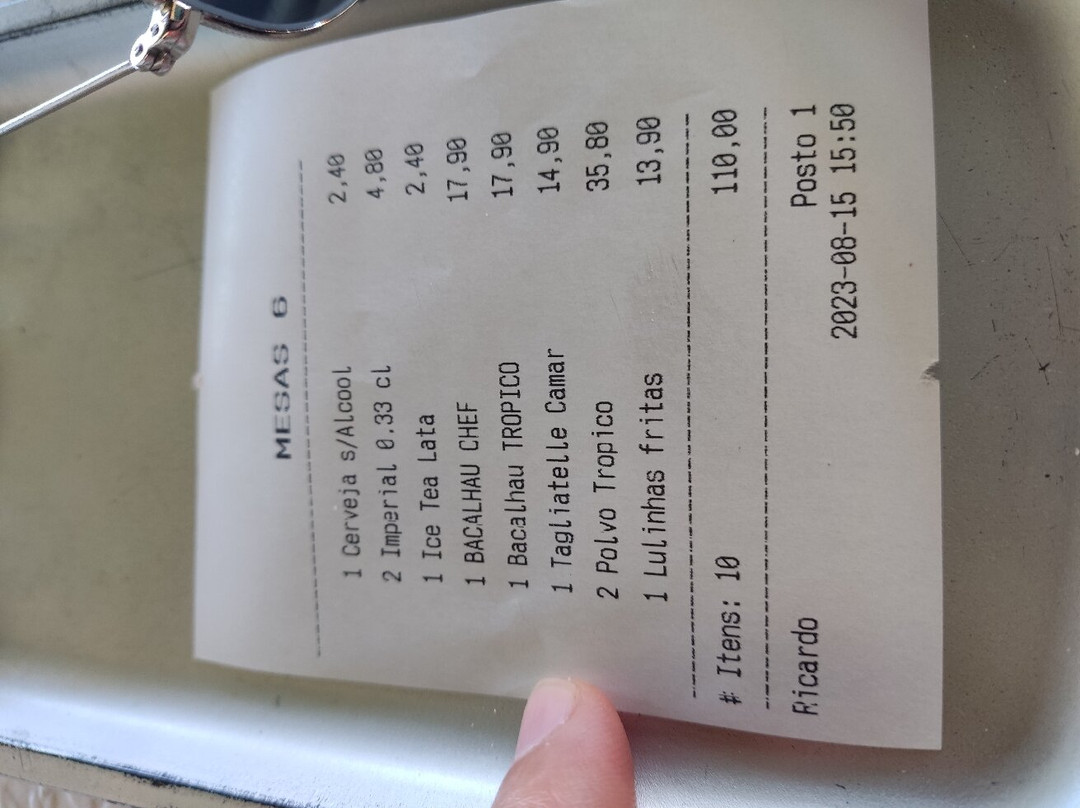 MESAS 6
1 Cerveja s/Alcool 2,40
2 Imperial 0.33 cl 4,80
1 Ice Tea Lata 2,40
1 BACALHAU CHEF 17,90
1 Bacalhau TROPICO 17,90
1 Tagliatelle Camar 14,90
2 Polvo Tropico 35,80
1 Lulinhas fritas 13,90
# Itens: 10 110,00
Ricardo Posto 1
2023-08-15 15:50